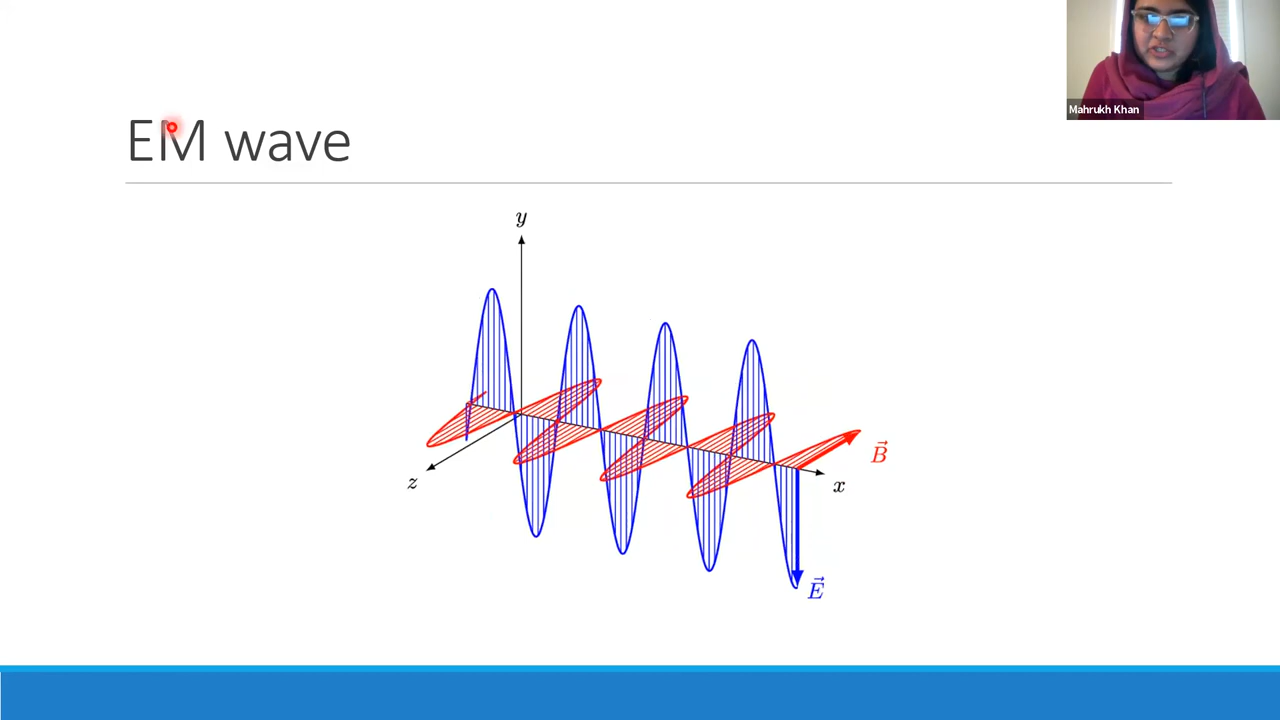 Mahrukh Khan
EM wave
y
z
x
B⃗
E⃗